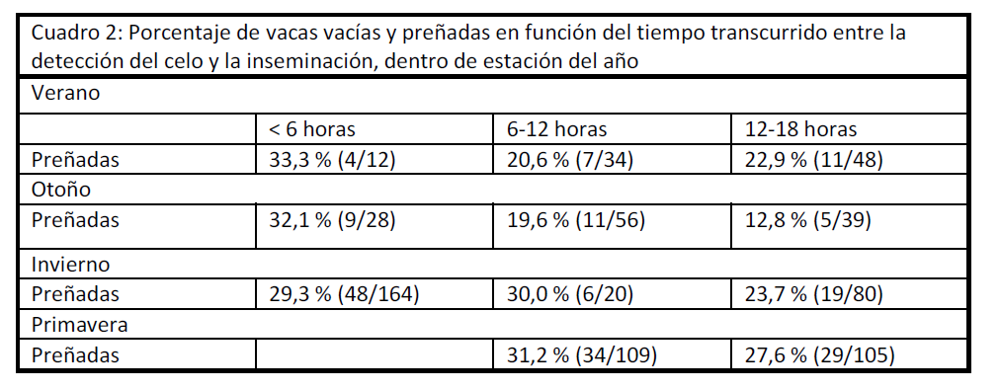 Cuadro 2: Porcentaje de vacas vacías y preñadas en función del tiempo transcurrido entre la
detección del celo y la inseminación, dentro de estación del año
Verano
< 6 horas 6-12 horas 12-18 horas
Preñadas 33,3 % (4/12) 20,6 % (7/34) 22,9 % (11/48)
Otoño
Preñadas 32,1 % (9/28) 19,6 % (11/56) 12,8 % (5/39)
Invierno
Preñadas 29,3 % (48/164) 30,0 % (6/20) 23,7 % (19/80)
Primavera
Preñadas 31,2 % (34/109) 27,6 % (29/105)